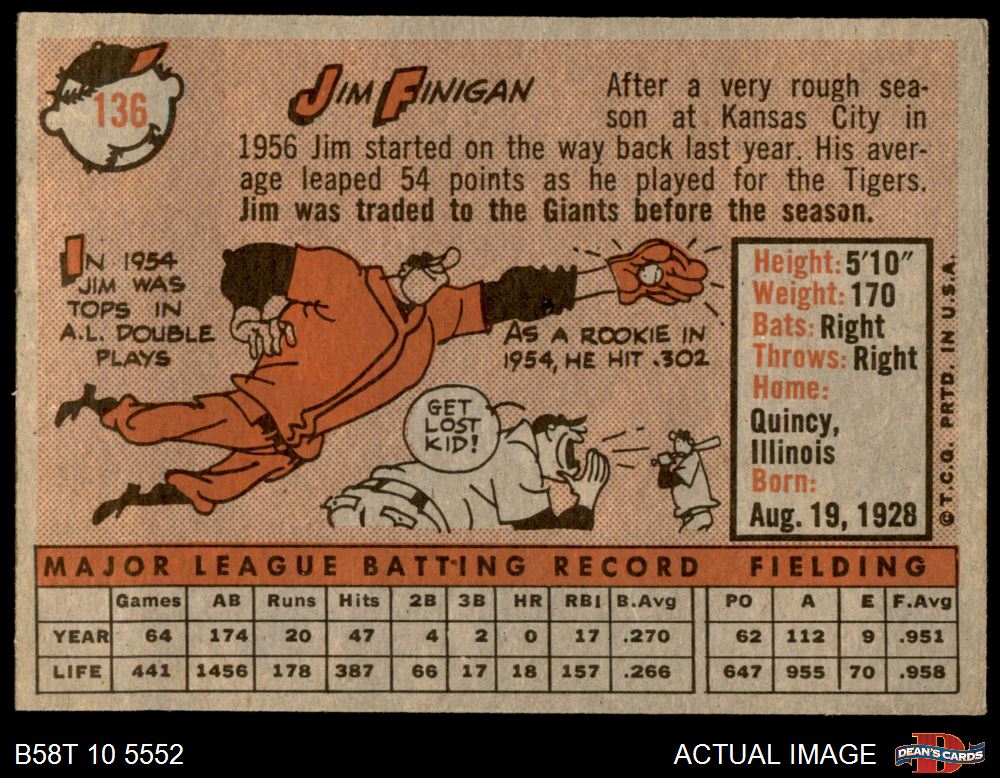 136
JIM FINIGAN
After a very rough sea-
son at Kansas City in
1956 Jim started on the way back last year. His aver-
age leaped 54 points as he played for the Tigers.
Jim was traded to the Giants before the season.
IN 1954
JIM WAS
TOPS IN
A.L. DOUBLE
PLAYS
AS A ROOKIE IN
1954, HE HIT .302
GET
LOST
KID!
Height: 5'10"
Weight: 170
Bats: Right
Throws: Right
Home:
Quincy,
Illinois
Born:
Aug. 19, 1928
© T.C.G. PRTD. IN U.S.A.
MAJOR LEAGUE BATTING RECORD FIELDING
Games AB Runs Hits 2B 3B HR RBI B.Avg PO A E F.Avg
YEAR 64 174 20 47 4 2 0 17 .270 62 112 9 .951
LIFE 441 1456 178 387 66 17 18 157 .266 647 955 70 .958
B58T 10 5552
ACTUAL IMAGE
D
DEAN'S CARDS